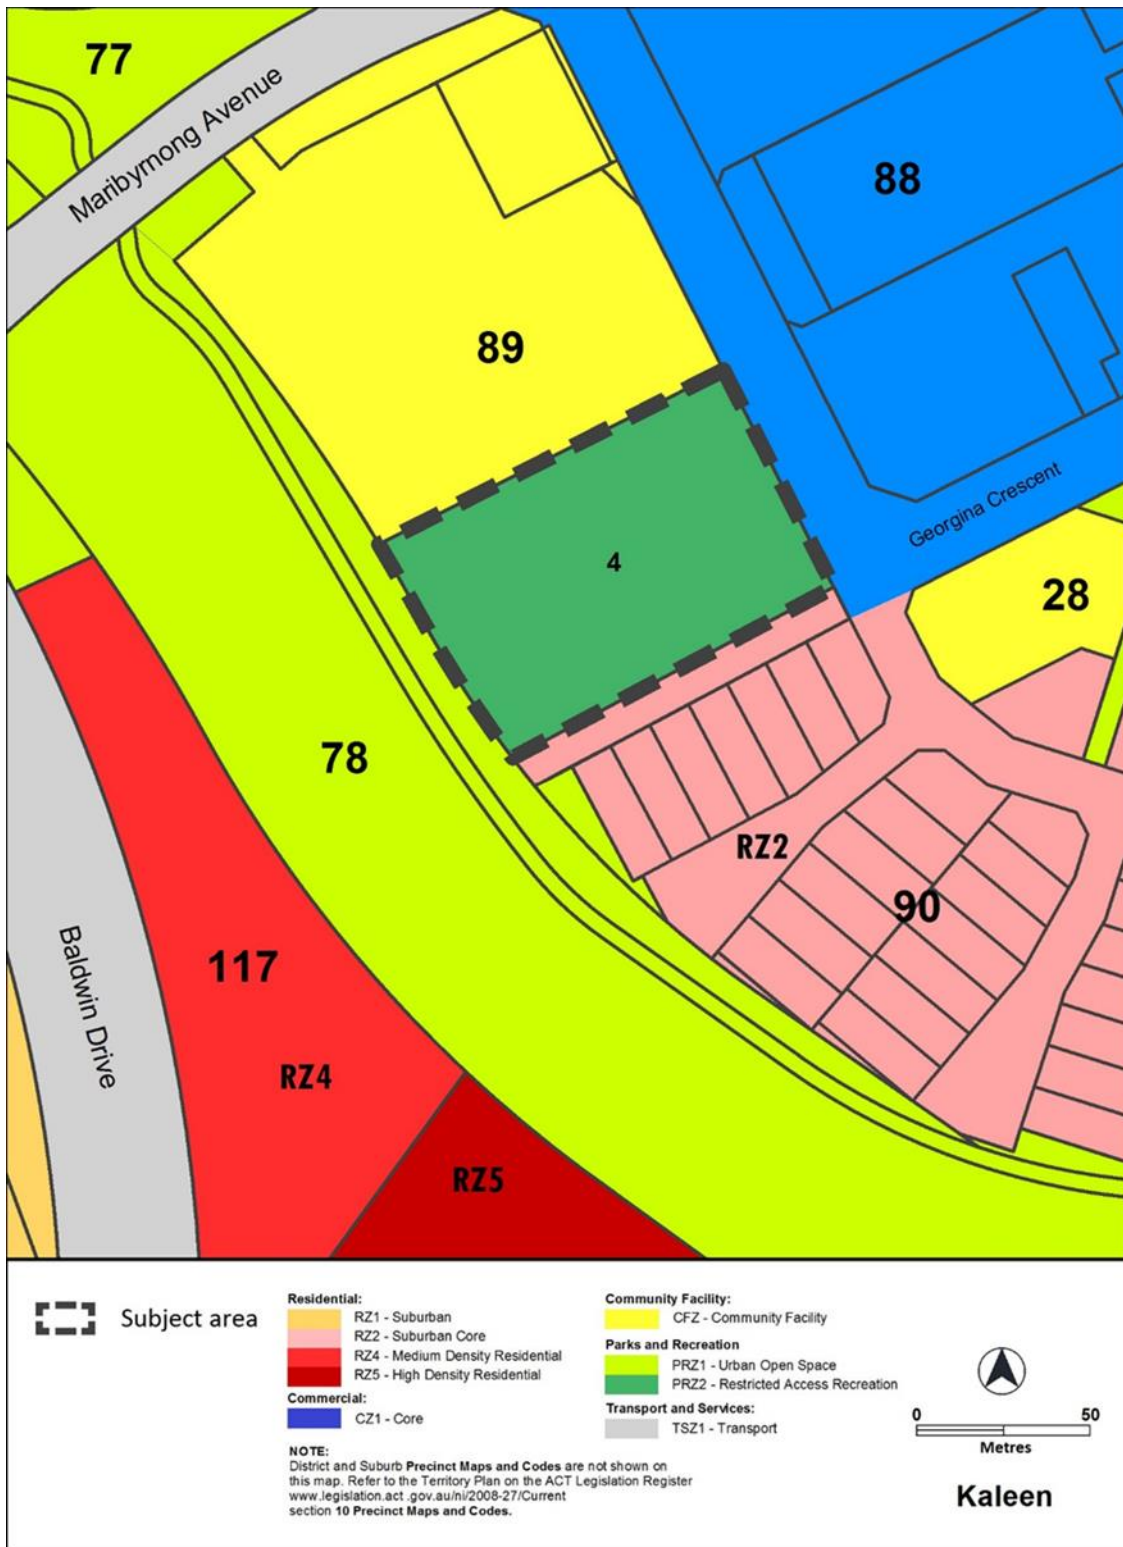 77
Maribyrnong Avenue
88
89
Georgina Crescent
4
28
78
RZ2
90
117
Baldwin Drive
RZ4
RZ5
Subject area
Residential:
RZ1 - Suburban
RZ2 - Suburban Core
RZ4 - Medium Density Residential
RZ5 - High Density Residential
Commercial:
CZ1 - Core
NOTE:
District and Suburb Precinct Maps and Codes are not shown on
this map. Refer to the Territory Plan on the ACT Legislation Register
www.legislation.act .gov.au/ni/2008-27/Current
section 10 Precinct Maps and Codes.
Community Facility:
CFZ - Community Facility
Parks and Recreation
PRZ1 - Urban Open Space
PRZ2 - Restricted Access Recreation
Transport and Services:
TSZ1 - Transport
0 50
Metres
Kaleen